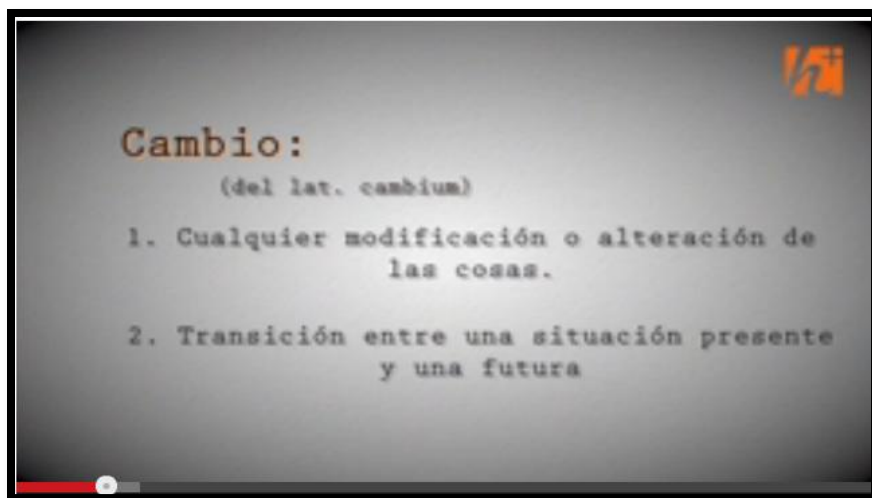 Cambio:
(del lat. cambium)
1. Cualquier modificación o alteración de
las cosas.
2. Transición entre una situación presente
y una futura